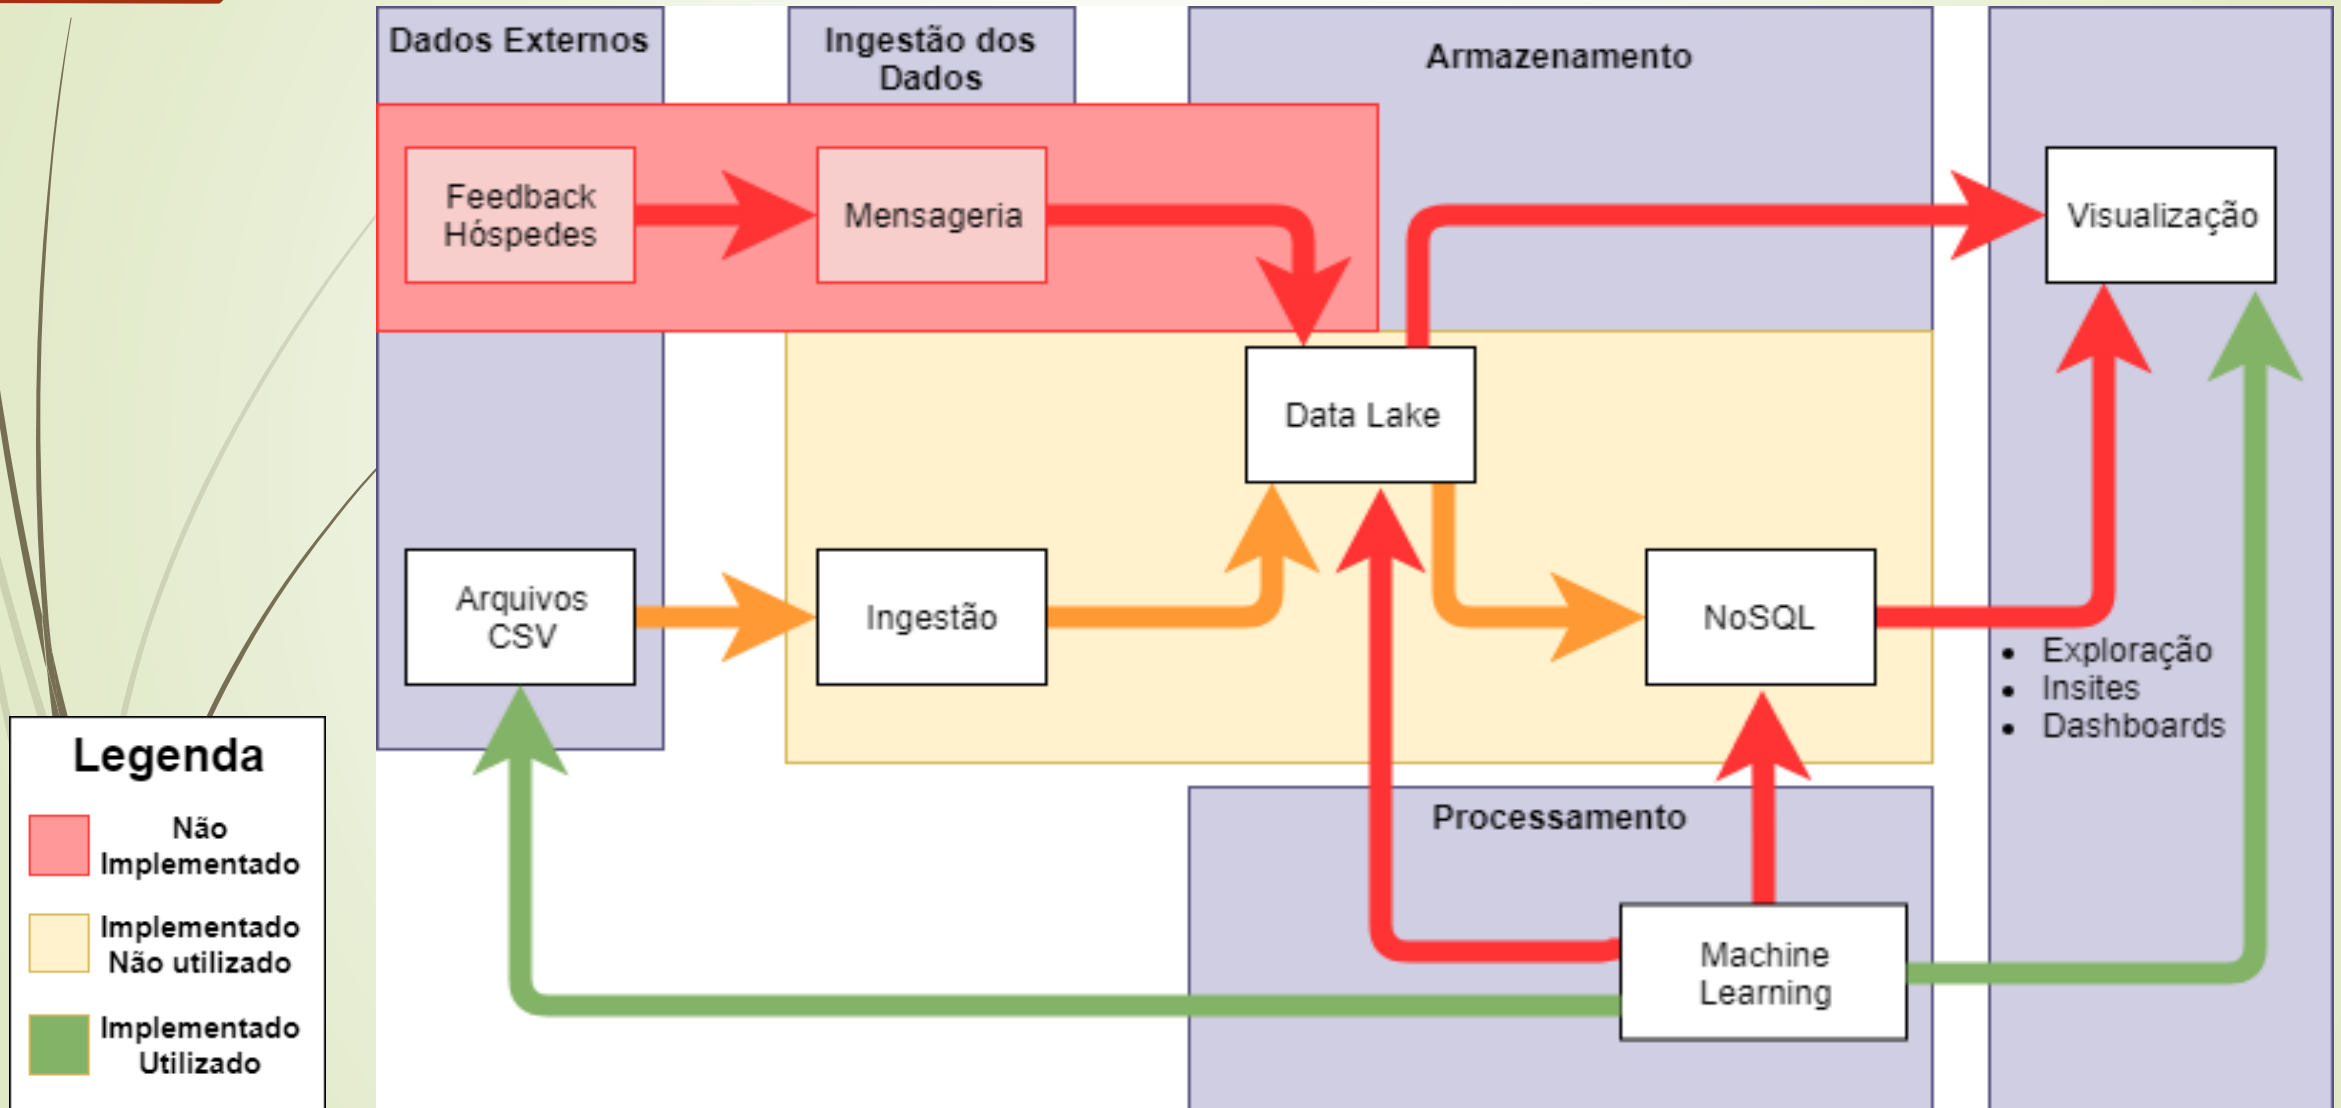 Dados Externos
Ingestão dos
Dados
Armazenamento
Feedback
Hóspedes
Mensageria
Visualização
Data Lake
Arquivos
CSV
Ingestão
NoSQL
• Exploração
• Insites
• Dashboards
Processamento
Machine
Learning
Legenda
Não
Implementado
Implementado
Não utilizado
Implementado
Utilizado